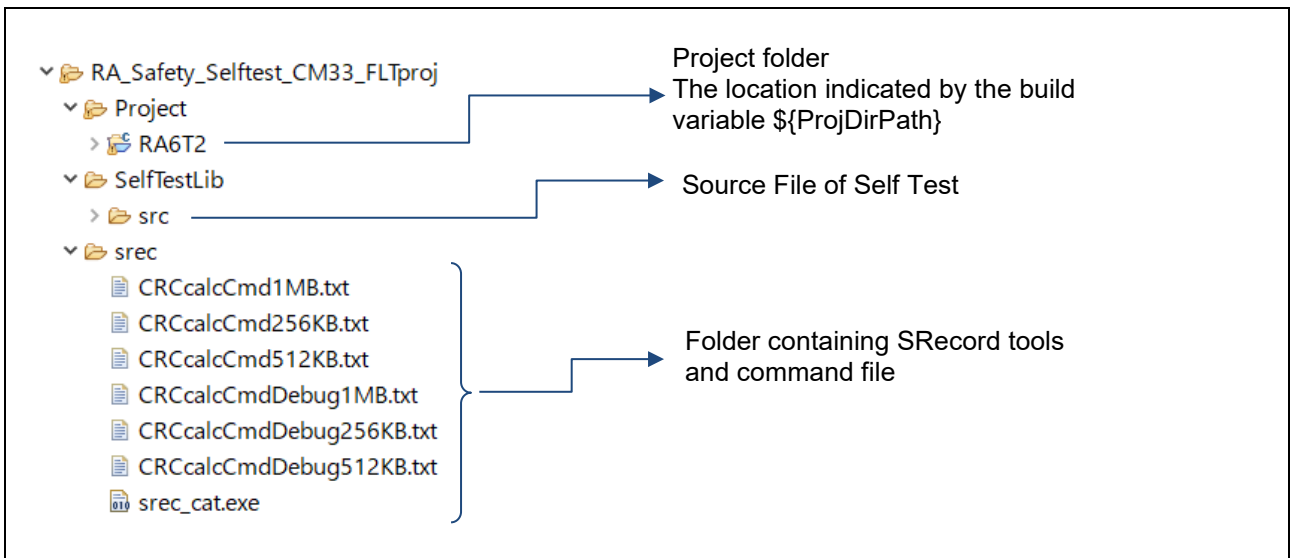 RA_Safety_Selftest_CM33_FLTproj
Project
RA6T2
SelfTestLib
src
srec
CRCcalcCmd1MB.txt
CRCcalcCmd256KB.txt
CRCcalcCmd512KB.txt
CRCcalcCmdDebug1MB.txt
CRCcalcCmdDebug256KB.txt
CRCcalcCmdDebug512KB.txt
srec_cat.exe
Project folder
The location indicated by the build
variable ${ProjDirPath}
Source File of Self Test
Folder containing SRecord tools
and command file